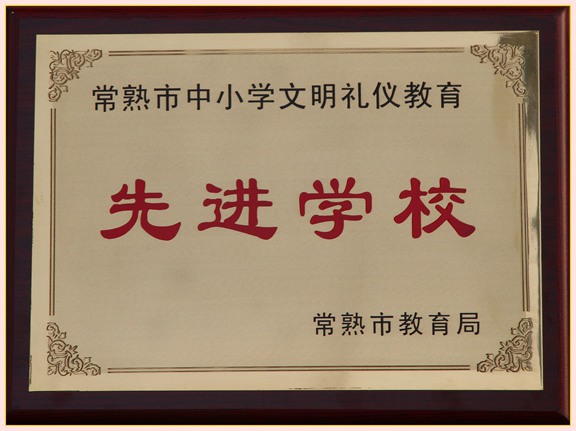 常熟市中小学文明礼仪教育
先进学校
常熟市教育局